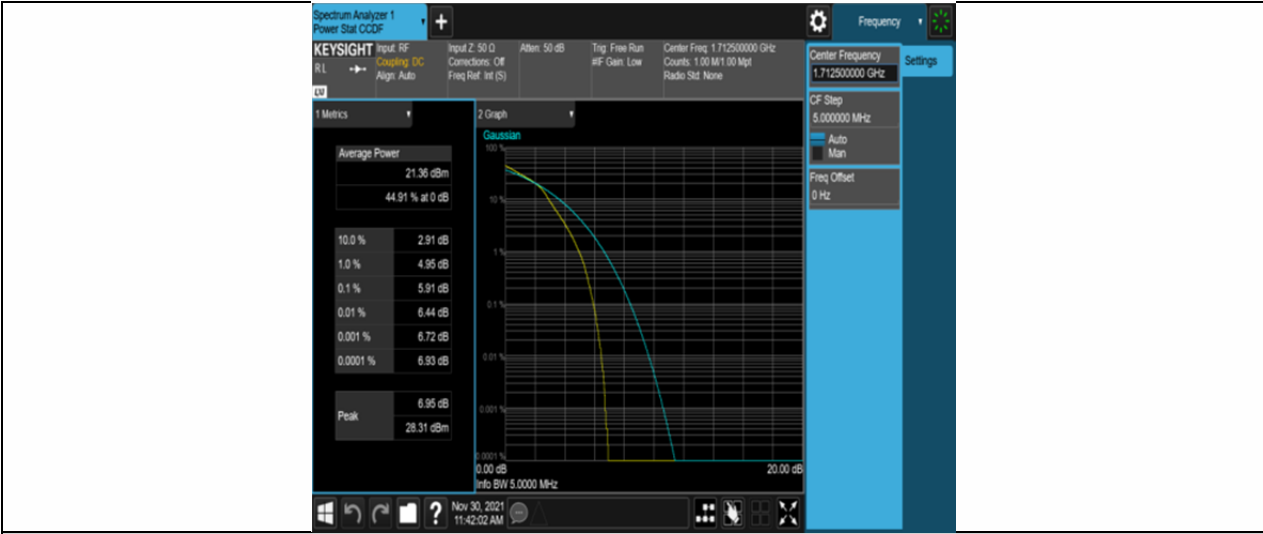 Spectrum Analyzer 1
Power Stat CCDF
Frequency
KEYSIGHT Input: RF
Coupling: DC
Align: Auto
RL
LV
Input Z: 50 Ω
Corrections: Off
Freq Ref: Int (S)
Atten: 50 dB
Trig: Free Run
#IF Gain: Low
Center Freq: 1.712500000 GHz
Counts: 1.00 M/1.00 Mpt
Radio Std: None
Center Frequency
1.712500000 GHz
Settings
CF Step
5.000000 MHz
Auto
Man
Freq Offset
0 Hz
1 Metrics
Average Power
21.36 dBm
44.91 % at 0 dB
10.0 % 2.91 dB
1.0 % 4.95 dB
0.1 % 5.91 dB
0.01 % 6.44 dB
0.001 % 6.72 dB
0.0001 % 6.93 dB
Peak
6.95 dB
28.31 dBm
2 Graph
Gaussian
100 %
10 %
1 %
0.1 %
0.01 %
0.001 %
0.0001 %
0.00 dB 20.00 dB
Info BW 5.0000 MHz
?
Nov 30, 2021
11:42:02 AM